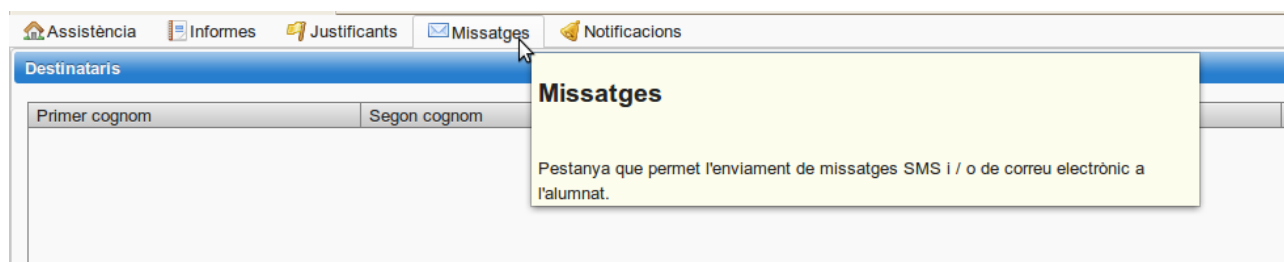 Assistència Informes Justificants Missatges Notificacions
Destinataris
Missatges
Primer cognom Segon cognom
Pestanya que permet l'enviament de missatges SMS i / o de correu electrònic a
l'alumnat.